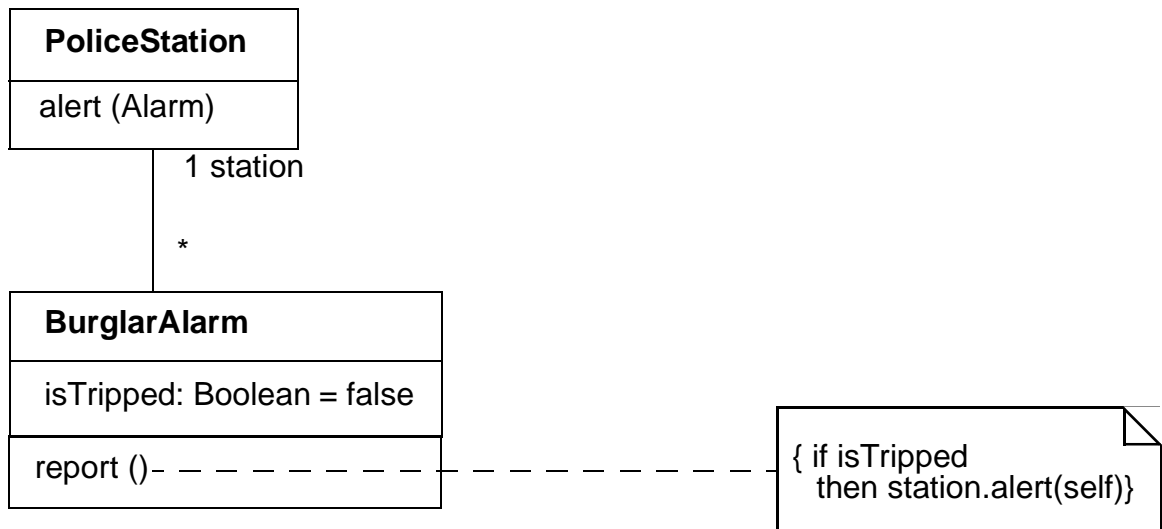 PoliceStation
alert (Alarm)
1 station
*
BurglarAlarm
isTripped: Boolean = false
report ()
{ if isTripped
then station.alert(self)}